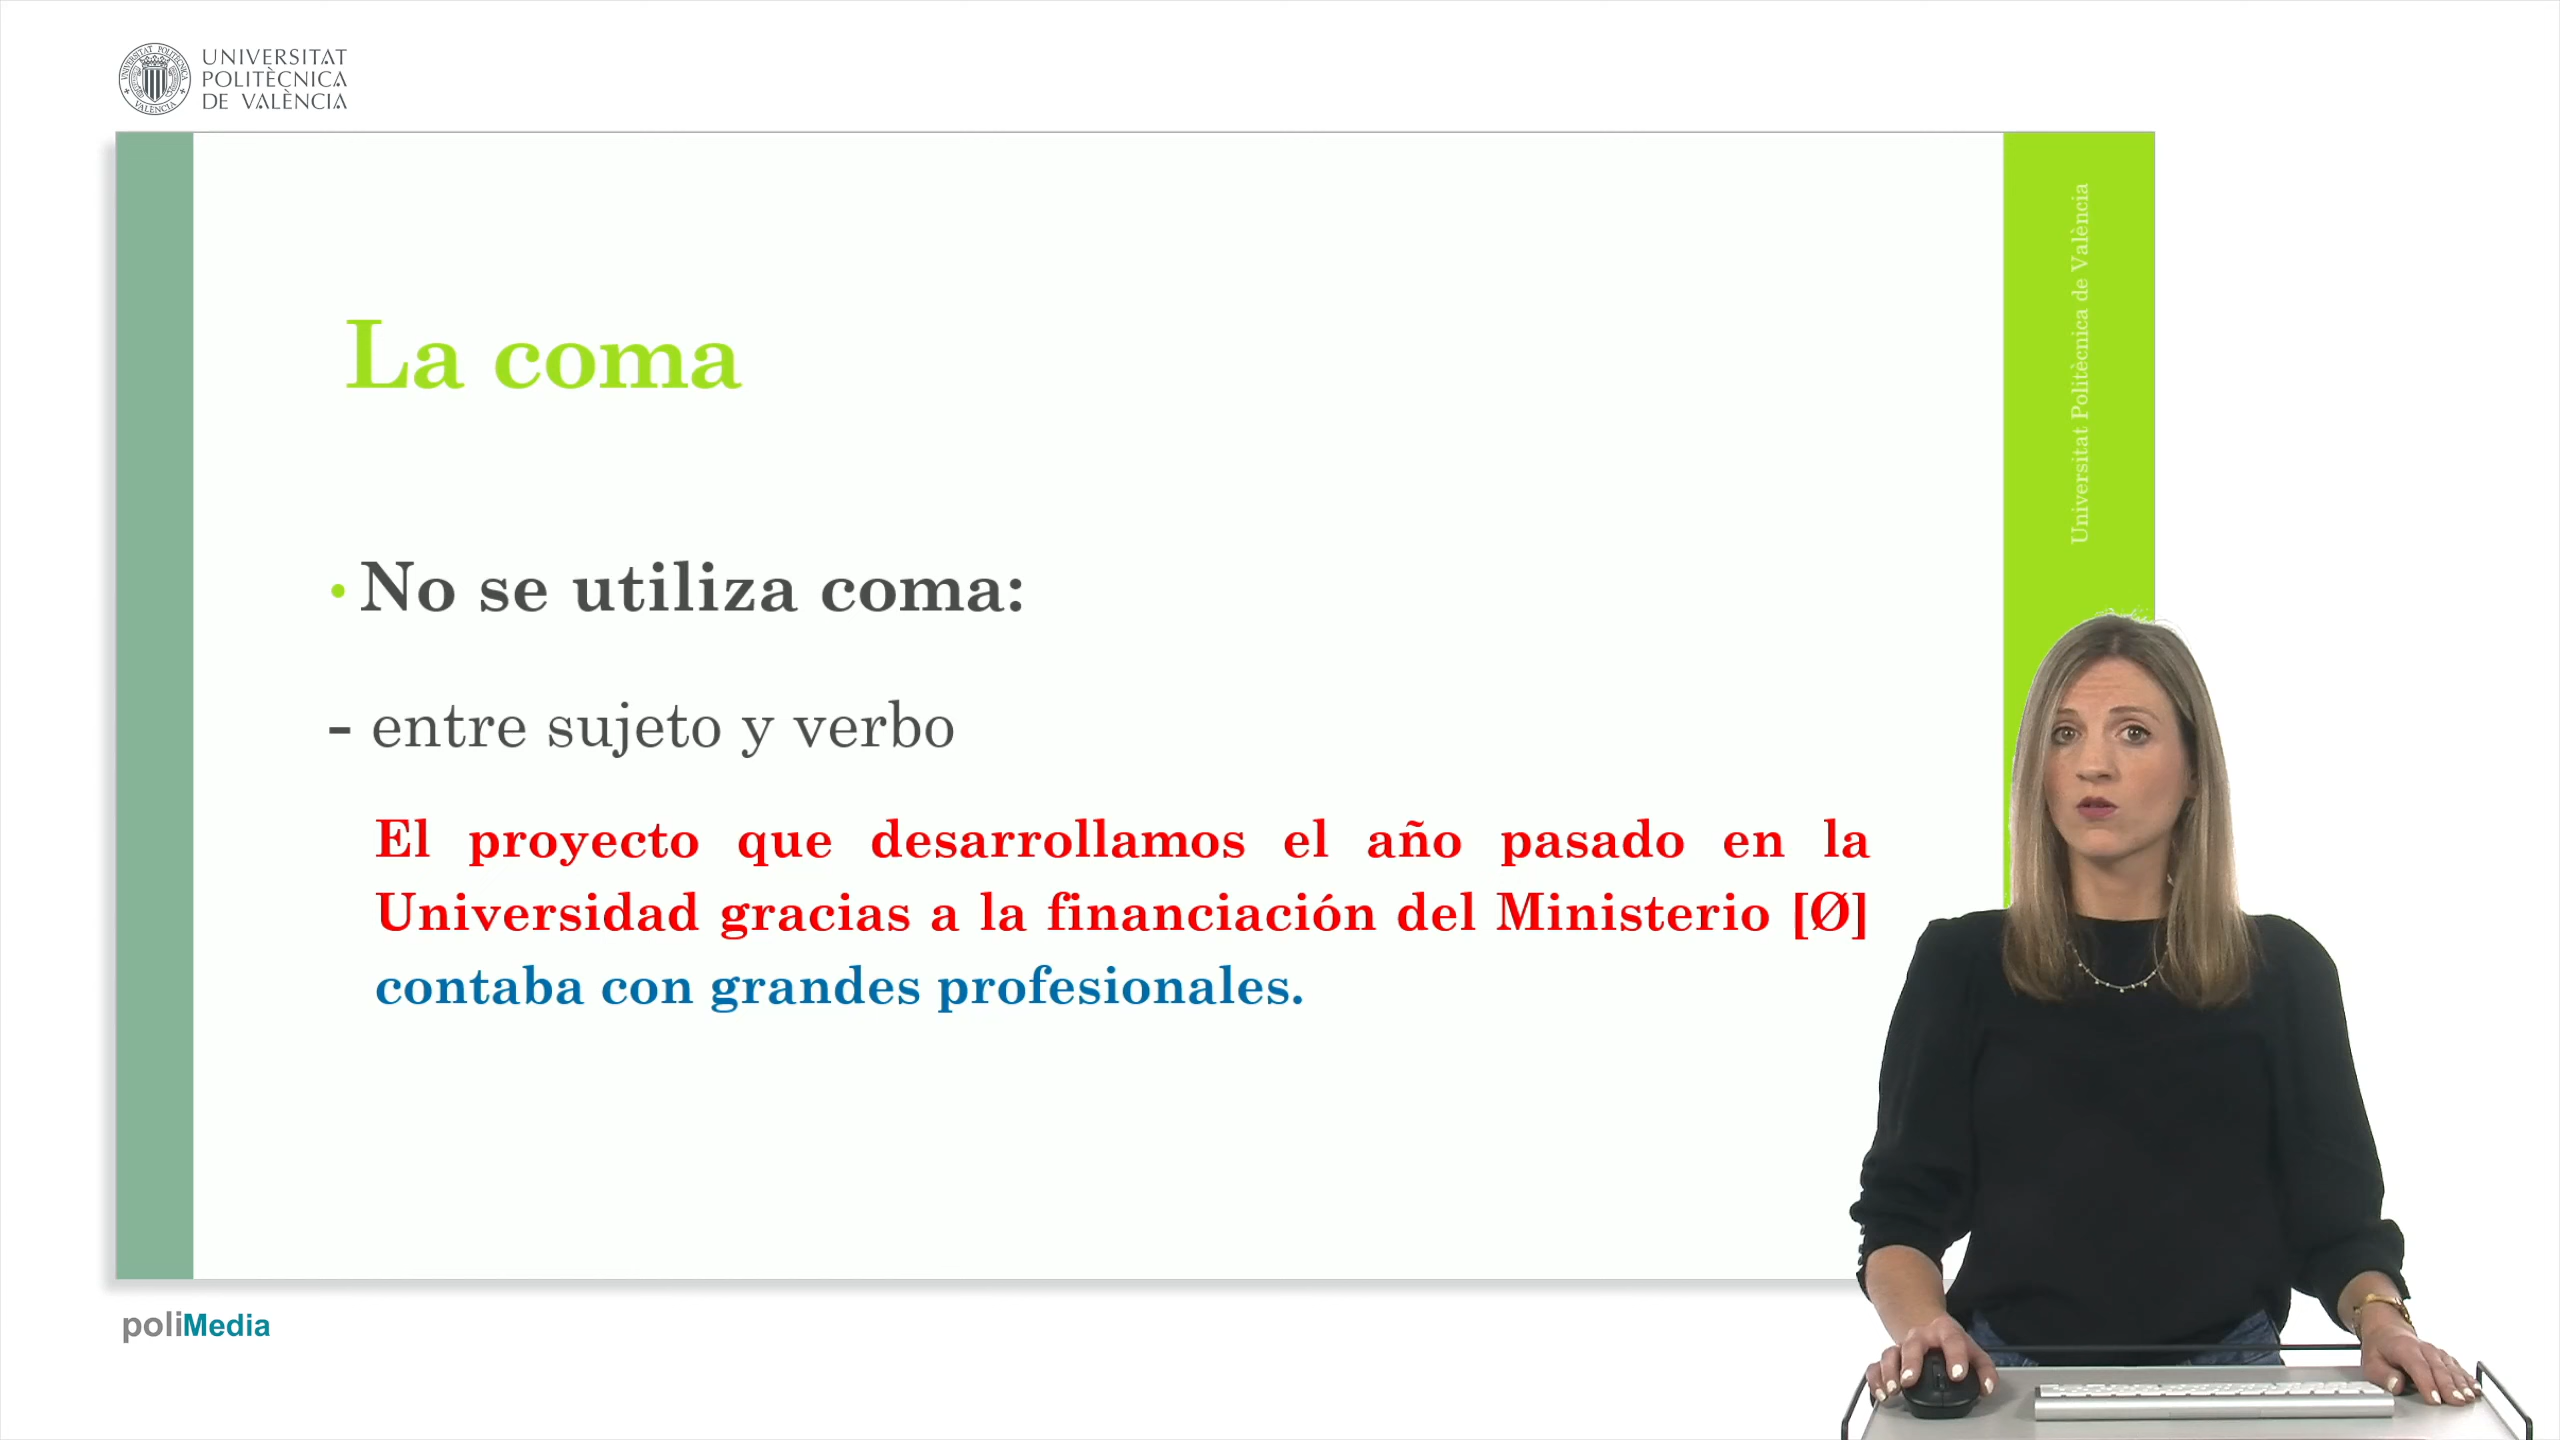 UNIVERSITAT
POLITÈCNICA
DE VALÈNCIA
Universitat Politècnica de València
La coma
• No se utiliza coma:
- entre sujeto y verbo
El proyecto que desarrollamos el año pasado en la
Universidad gracias a la financiación del Ministerio [Ø]
contaba con grandes profesionales.
poliMedia